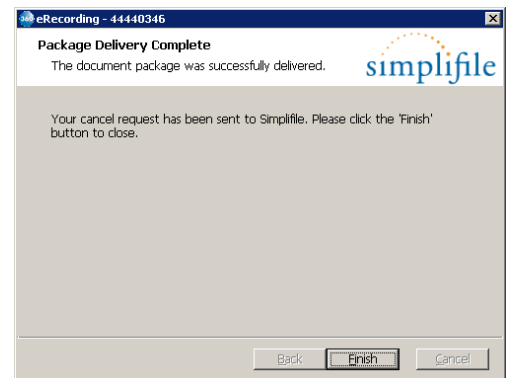 360 eRecording - 44440346
Package Delivery Complete
The document package was successfully delivered.
simplifile
Your cancel request has been sent to Simplifile. Please click the 'Finish'
button to close.
Back Finish Cancel